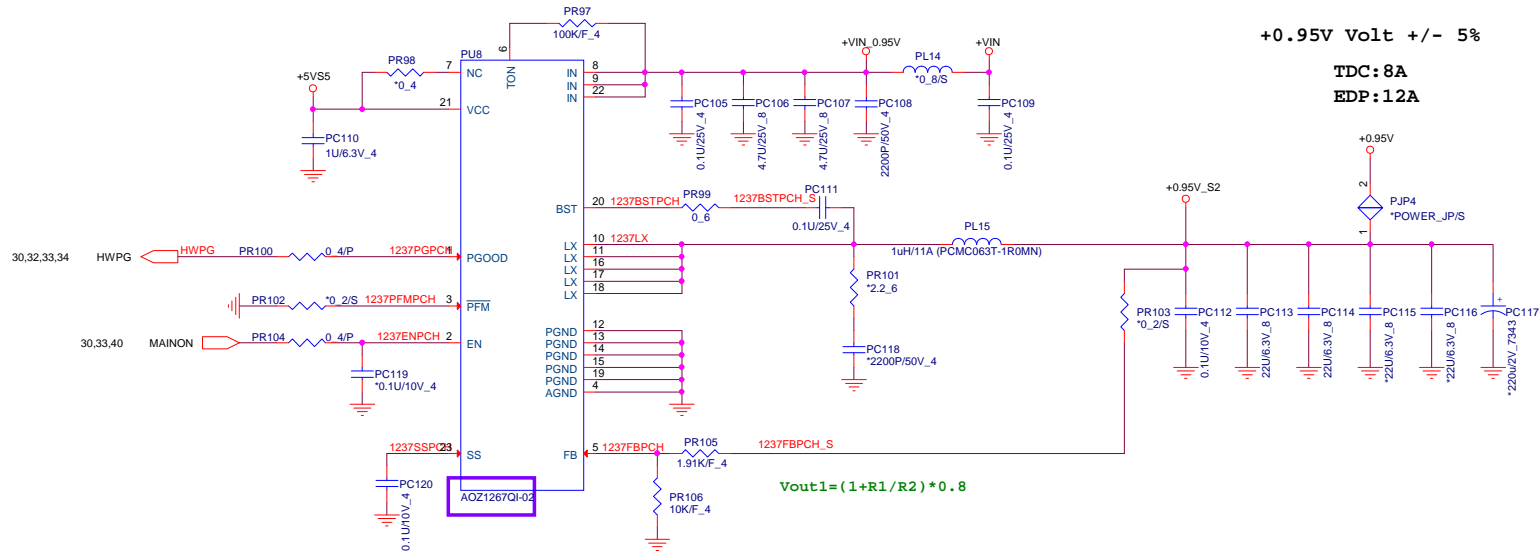 PR97
100K/F_4
+0.95V Volt +/- 5%
TDC:8A
EDP:12A
+5VS5
PR98
*0_4
PU8
6
TON
7
NC
21
VCC
PC110
1U/6.3V_4
IN
8
IN
9
IN
22
+VIN_0.95V
+VIN
PL14
*0_8/S
PC105
0.1U/25V_4
PC106
4.7U/25V_8
PC107
4.7U/25V_8
PC108
2200P/50V_4
PC109
0.1U/25V_4
+0.95V
2
PJP4
*POWER_JP/S
1
+0.95V_S2
BST
20
1237BSTPCH
PR99
0_6
1237BSTPCH_S
PC111
0.1U/25V_4
LX
10
1237LX
LX
11
LX
16
LX
17
LX
18
PL15
1uH/11A (PCMC063T-1R0MN)
30,32,33,34
HWPG
HWPG
PR100
0_4/P
1237PGPCH
1
PGOOD
PR102
*0_2/S
1237PFMPCH
3
PFM
30,33,40
MAINON
PR104
0_4/P
1237ENPCH
2
EN
PC119
*0.1U/10V_4
PR101
*2.2_6
PC118
*2200P/50V_4
PGND
12
PGND
13
PGND
14
PGND
15
PGND
19
AGND
4
PR103
*0_2/S
PC112
0.1U/10V_4
PC113
22U/6.3V_8
PC114
22U/6.3V_8
PC115
*22U/6.3V_8
PC116
*22U/6.3V_8
+
PC117
*220u/2V_7343
1237SSPCH
23
SS
PC120
0.1U/10V_4
FB
5
1237FBPCH
PR105
1.91K/F_4
1237FBPCH_S
PR106
10K/F_4
Vout1=(1+R1/R2)*0.8
AOZ1267QI-02